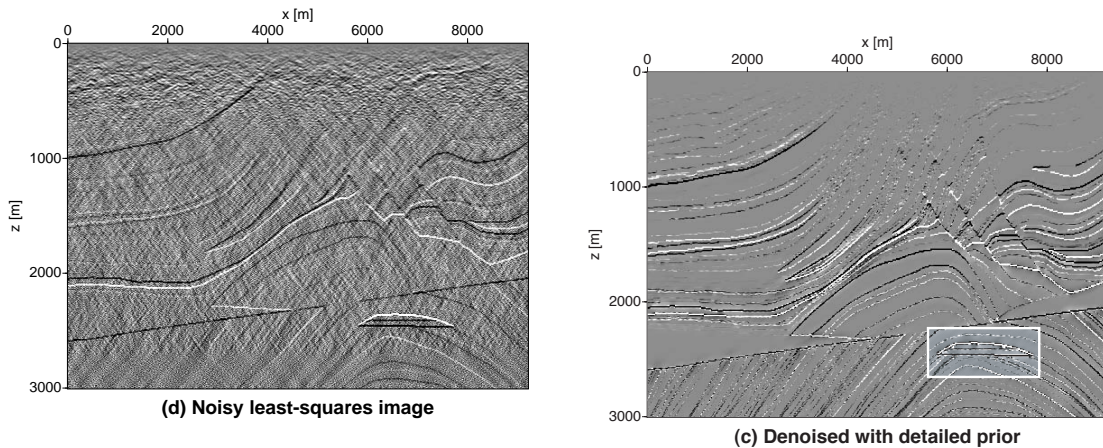 x [m]
0 2000 4000 6000 8000
0
1000
z [m]
2000
3000
(d) Noisy least-squares image
x [m]
0 2000 4000 6000 8000
0
1000
z [m]
2000
3000
(c) Denoised with detailed prior